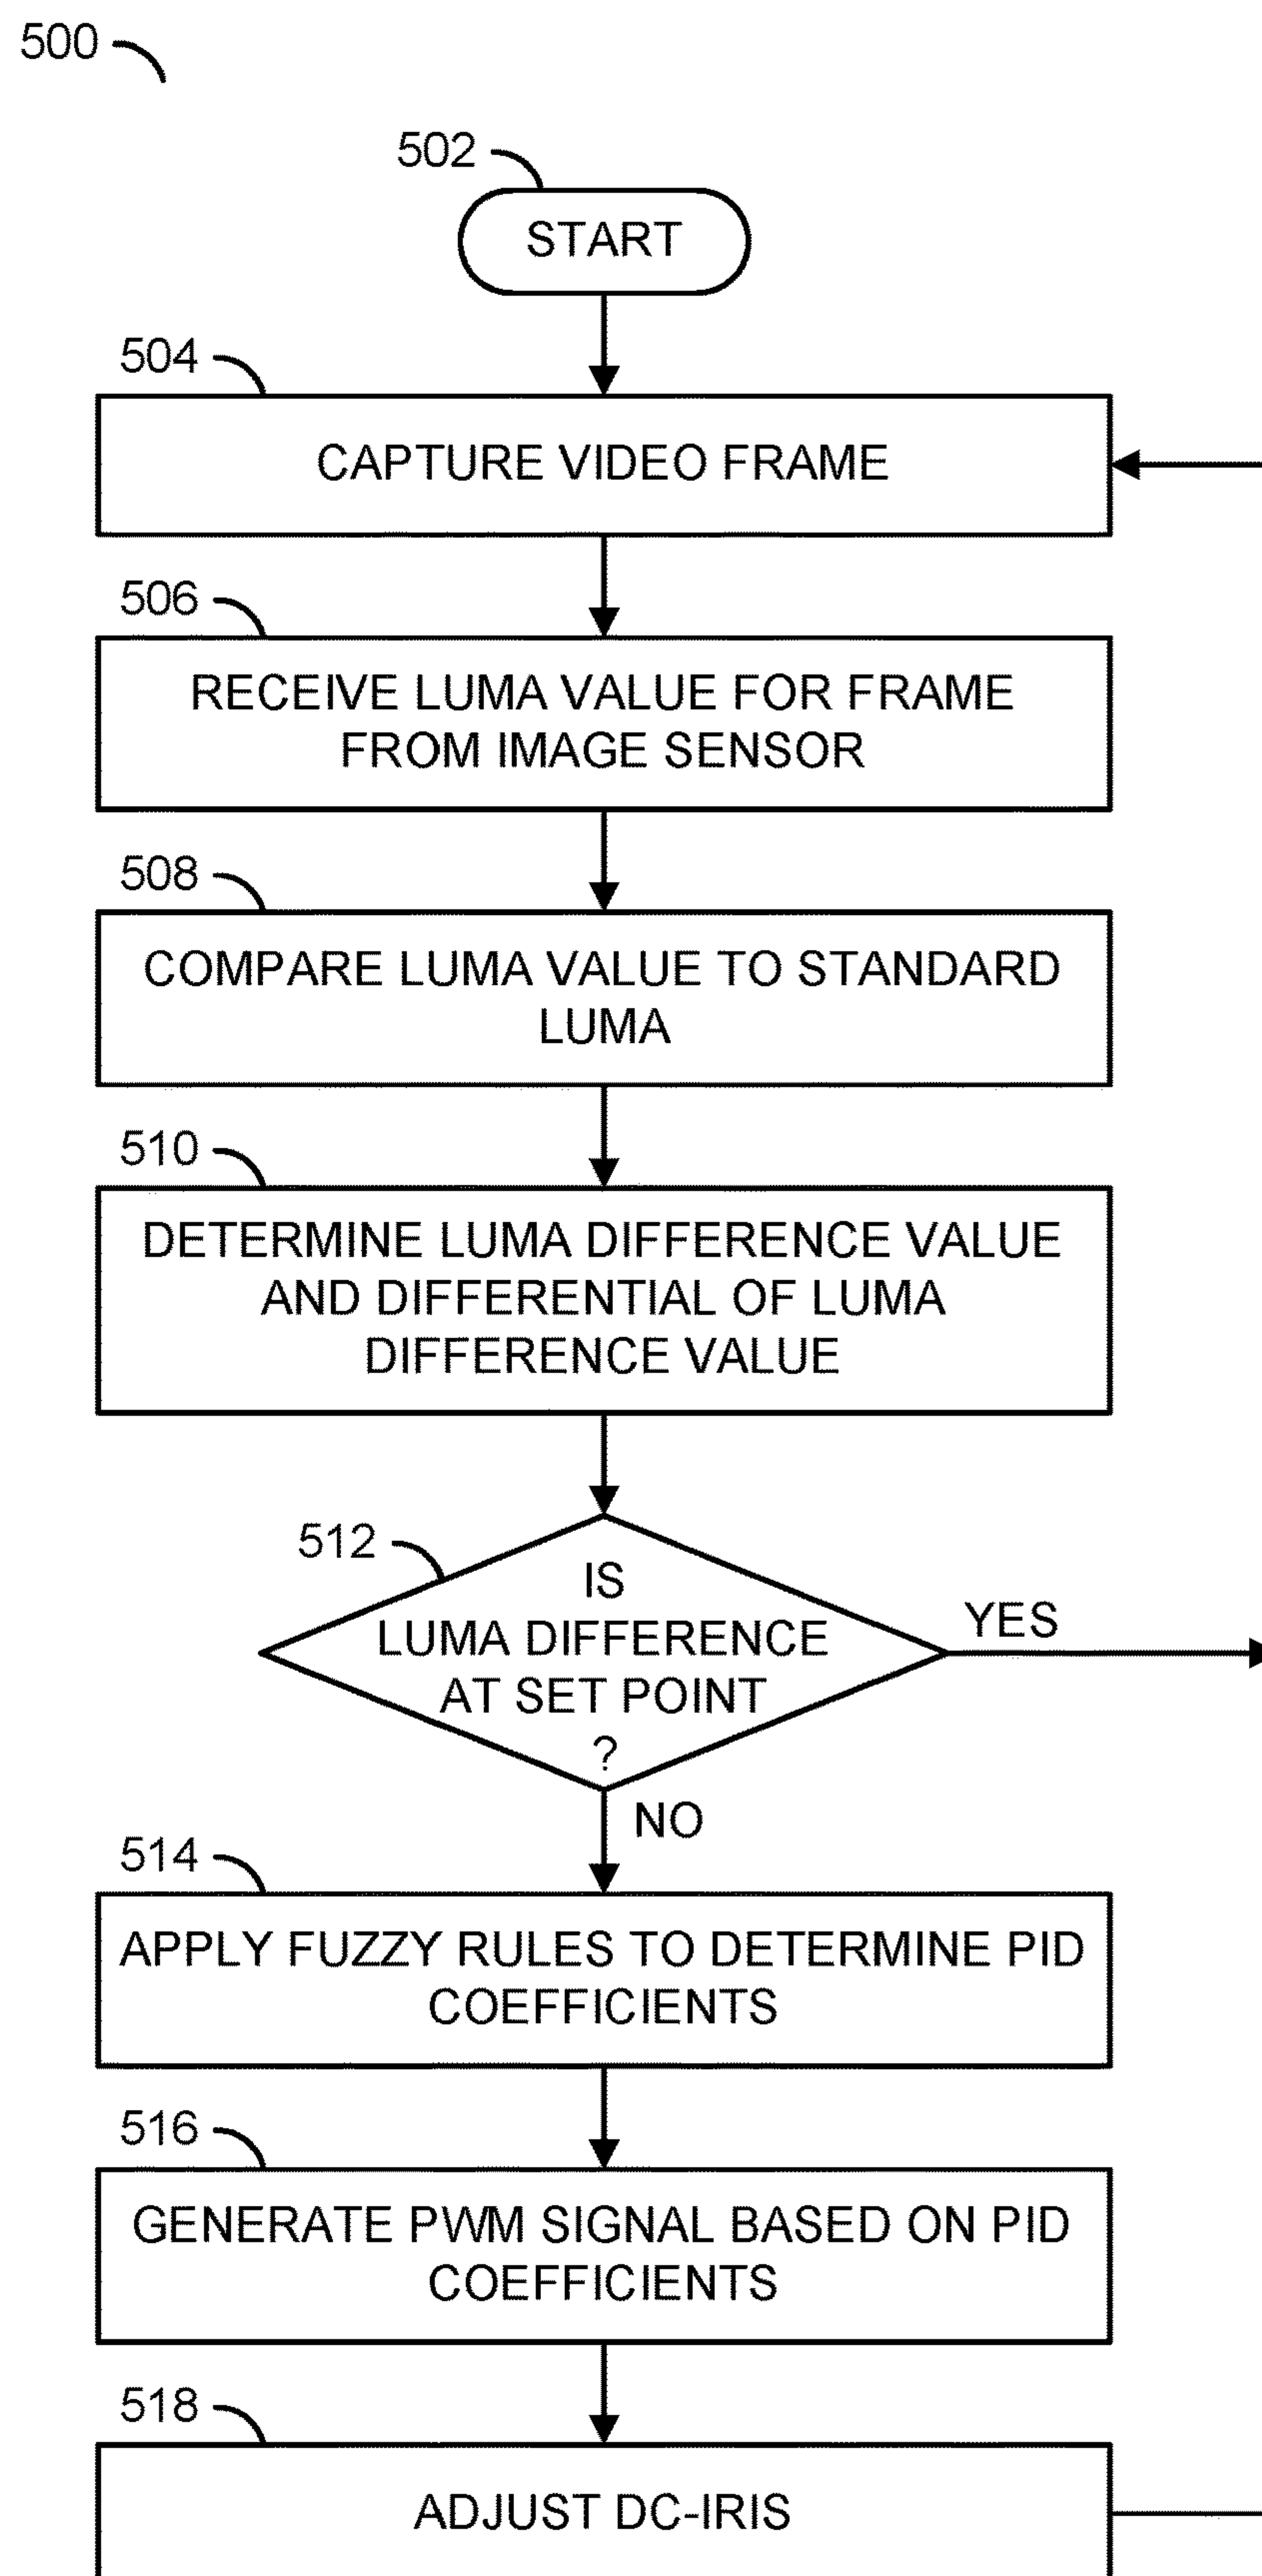 500
502
START
504
CAPTURE VIDEO FRAME
506
RECEIVE LUMA VALUE FOR FRAME
FROM IMAGE SENSOR
508
COMPARE LUMA VALUE TO STANDARD
LUMA
510
DETERMINE LUMA DIFFERENCE VALUE
AND DIFFERENTIAL OF LUMA
DIFFERENCE VALUE
512
IS
LUMA DIFFERENCE
AT SET POINT
?
YES
NO
514
APPLY FUZZY RULES TO DETERMINE PID
COEFFICIENTS
516
GENERATE PWM SIGNAL BASED ON PID
COEFFICIENTS
518
ADJUST DC-IRIS